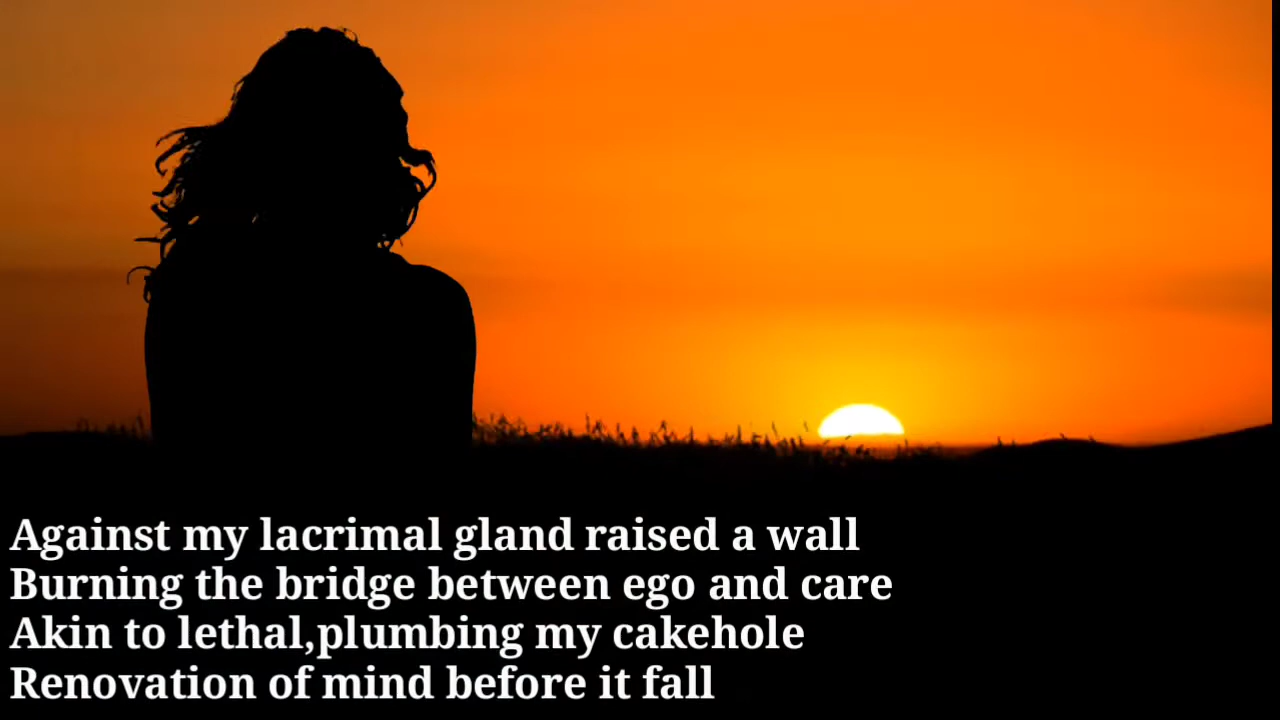 Against my lacrimal gland raised a wall
Burning the bridge between ego and care
Akin to lethal,plumbing my cakehole
Renovation of mind before it fall